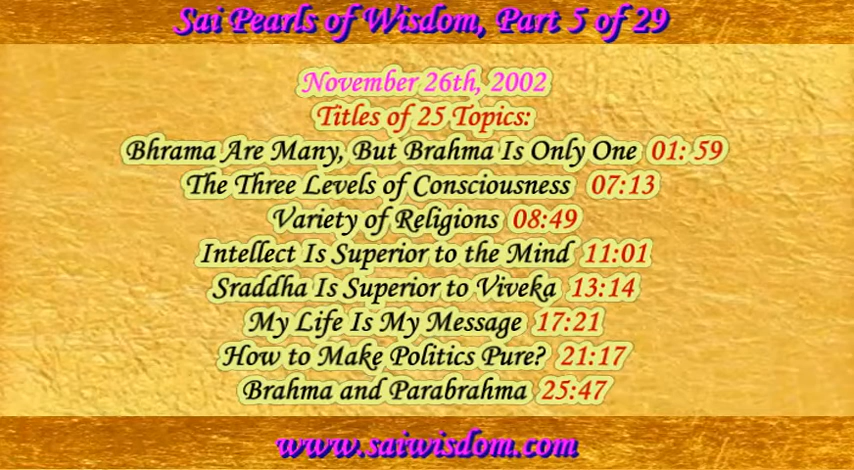 Sai Pearls of Wisdom, Part 5 of 29
November 26th, 2002
Titles of 25 Topics:
Bhrama Are Many, But Brahma Is Only One 01: 59
The Three Levels of Consciousness 07:13
Variety of Religions 08:49
Intellect Is Superior to the Mind 11:01
Sraddha Is Superior to Viveka 13:14
My Life Is My Message 17:21
How to Make Politics Pure? 21:17
Brahma and Parabrahma 25:47
www.saiwisdom.com